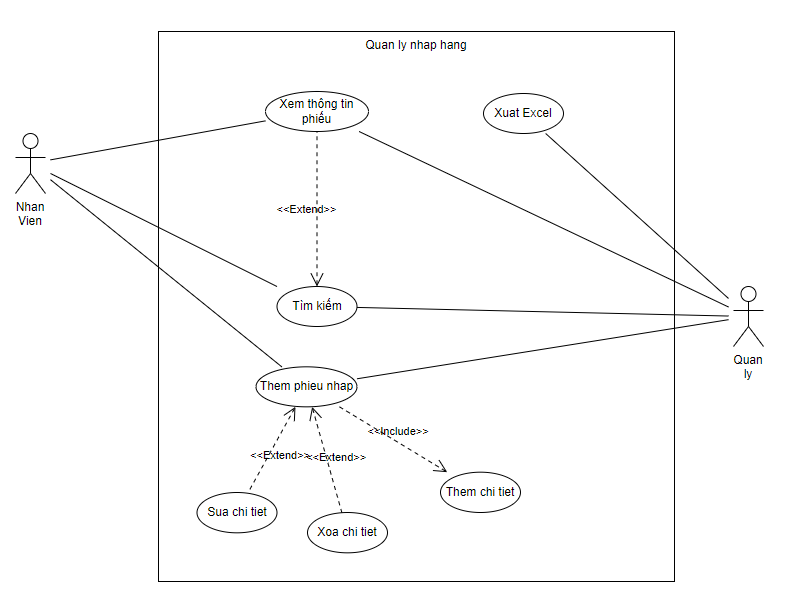 Quan ly nhap hang
Xem thông tin
phiếu
Xuat Excel
Nhan
Vien
<<Extend>>
Tìm kiếm
Quan
ly
Them phieu nhap
<<Include>>
<<Extend>>
<<Extend>>
Them chi tiet
Sua chi tiet
Xoa chi tiet